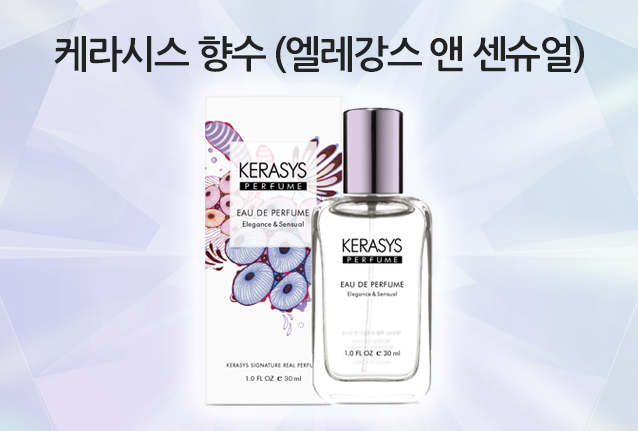 케라시스 향수 (엘레강스 앤 센슈얼)
KERASYS
PERFUME
EAU DE PERFUME
Elegance & Sensual
KERASYS SIGNATURE REAL PERFU
1.0 FL OZ ℮ 30 ml
KERASYS
PERFUME
EAU DE PERFUME
Elegance & Sensual
1.0 FL OZ ℮ 30 ml